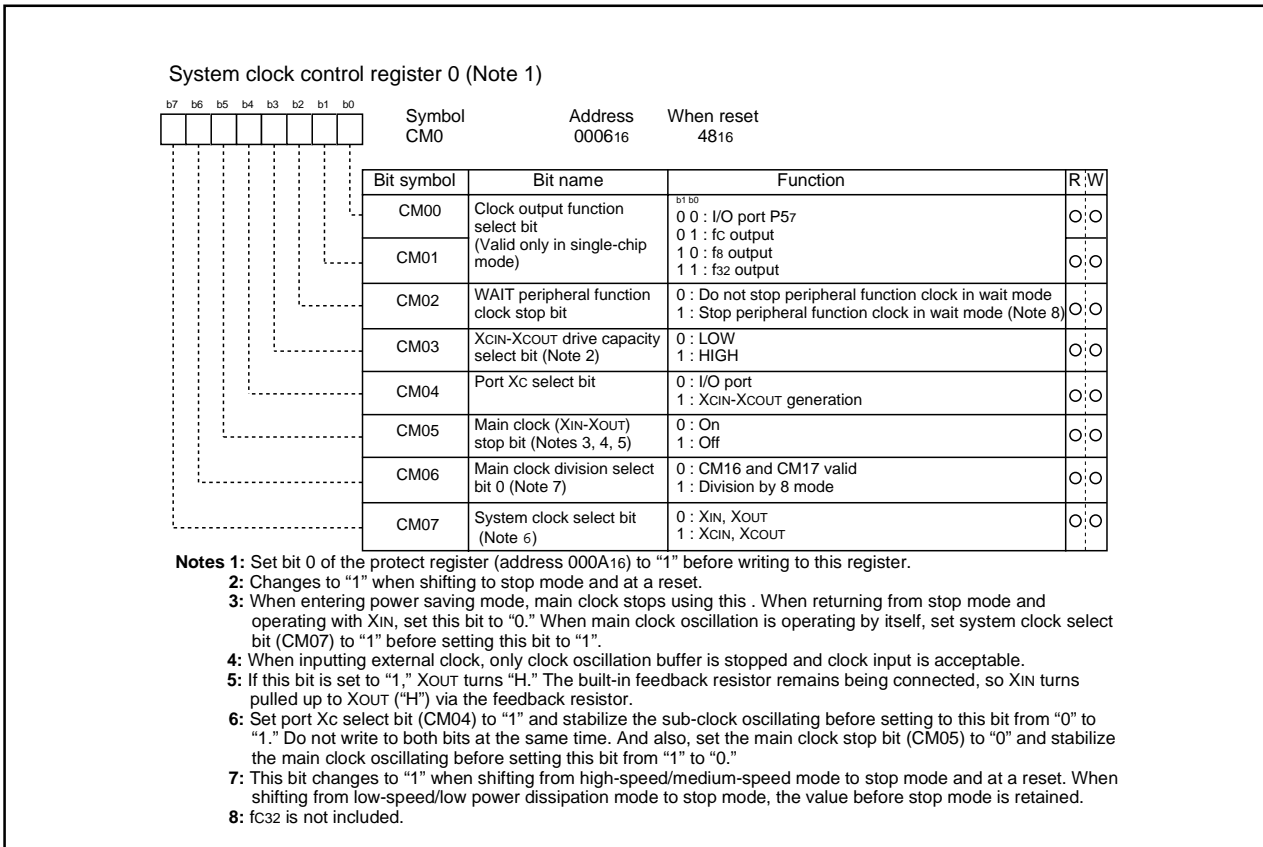 System clock control register 0 (Note 1)
b7 b6 b5 b4 b3 b2 b1 b0
Symbol Address When reset
CM0 000616 4816
Bit symbol Bit name Function R W
CM00 Clock output function select bit (Valid only in single-chip mode)
b1 b0
0 0 : I/O port P57
0 1 : fC output
1 0 : f8 output
1 1 : f32 output
CM01
CM02 WAIT peripheral function clock stop bit
0 : Do not stop peripheral function clock in wait mode
1 : Stop peripheral function clock in wait mode (Note 8)
CM03 XCIN-XCOUT drive capacity select bit (Note 2)
0 : LOW
1 : HIGH
CM04 Port XC select bit
0 : I/O port
1 : XCIN-XCOUT generation
CM05 Main clock (XIN-XOUT) stop bit (Notes 3, 4, 5)
0 : On
1 : Off
CM06 Main clock division select bit 0 (Note 7)
0 : CM16 and CM17 valid
1 : Division by 8 mode
CM07 System clock select bit (Note 6)
0 : XIN, XOUT
1 : XCIN, XCOUT
Notes 1: Set bit 0 of the protect register (address 000A16) to “1” before writing to this register.
2: Changes to “1” when shifting to stop mode and at a reset.
3: When entering power saving mode, main clock stops using this . When returning from stop mode and
operating with XIN, set this bit to “0.” When main clock oscillation is operating by itself, set system clock select
bit (CM07) to “1” before setting this bit to “1”.
4: When inputting external clock, only clock oscillation buffer is stopped and clock input is acceptable.
5: If this bit is set to “1,” XOUT turns “H.” The built-in feedback resistor remains being connected, so XIN turns
pulled up to XOUT (“H”) via the feedback resistor.
6: Set port Xc select bit (CM04) to “1” and stabilize the sub-clock oscillating before setting to this bit from “0” to
“1.” Do not write to both bits at the same time. And also, set the main clock stop bit (CM05) to “0” and stabilize
the main clock oscillating before setting this bit from “1” to “0.”
7: This bit changes to “1” when shifting from high-speed/medium-speed mode to stop mode and at a reset. When
shifting from low-speed/low power dissipation mode to stop mode, the value before stop mode is retained.
8: fC32 is not included.